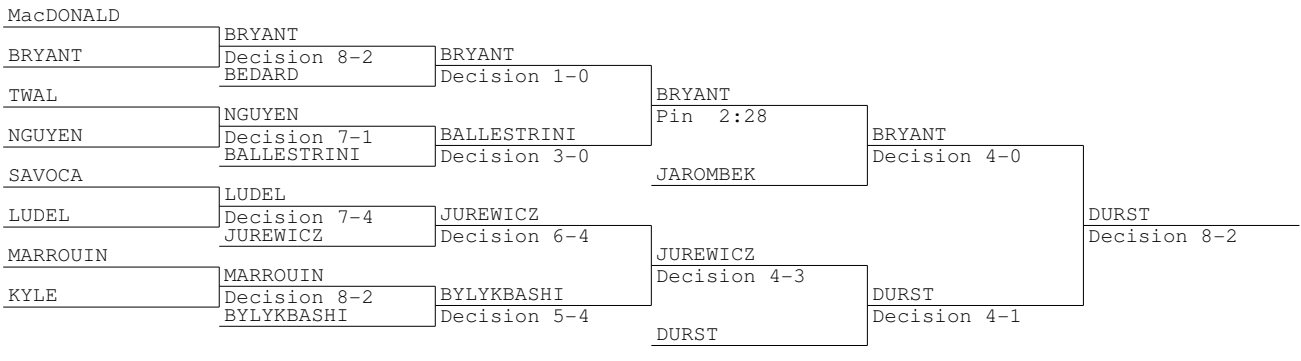 MacDONALD
BRYANT
BRYANT
Decision 8-2
BRYANT
BEDARD
Decision 1-0
TWAL
BRYANT
NGUYEN
Pin 2:28
NGUYEN
Decision 7-1
BALLESTRINI
BRYANT
BALLESTRINI
Decision 3-0
Decision 4-0
SAVOCA
JAROMBEK
LUDEL
LUDEL
Decision 7-4
JUREWICZ
DURST
JUREWICZ
Decision 6-4
Decision 8-2
MARROUIN
JUREWICZ
MARROUIN
Decision 4-3
KYLE
Decision 8-2
BYLYKBASHI
DURST
BYLYKBASHI
Decision 5-4
Decision 4-1
DURST